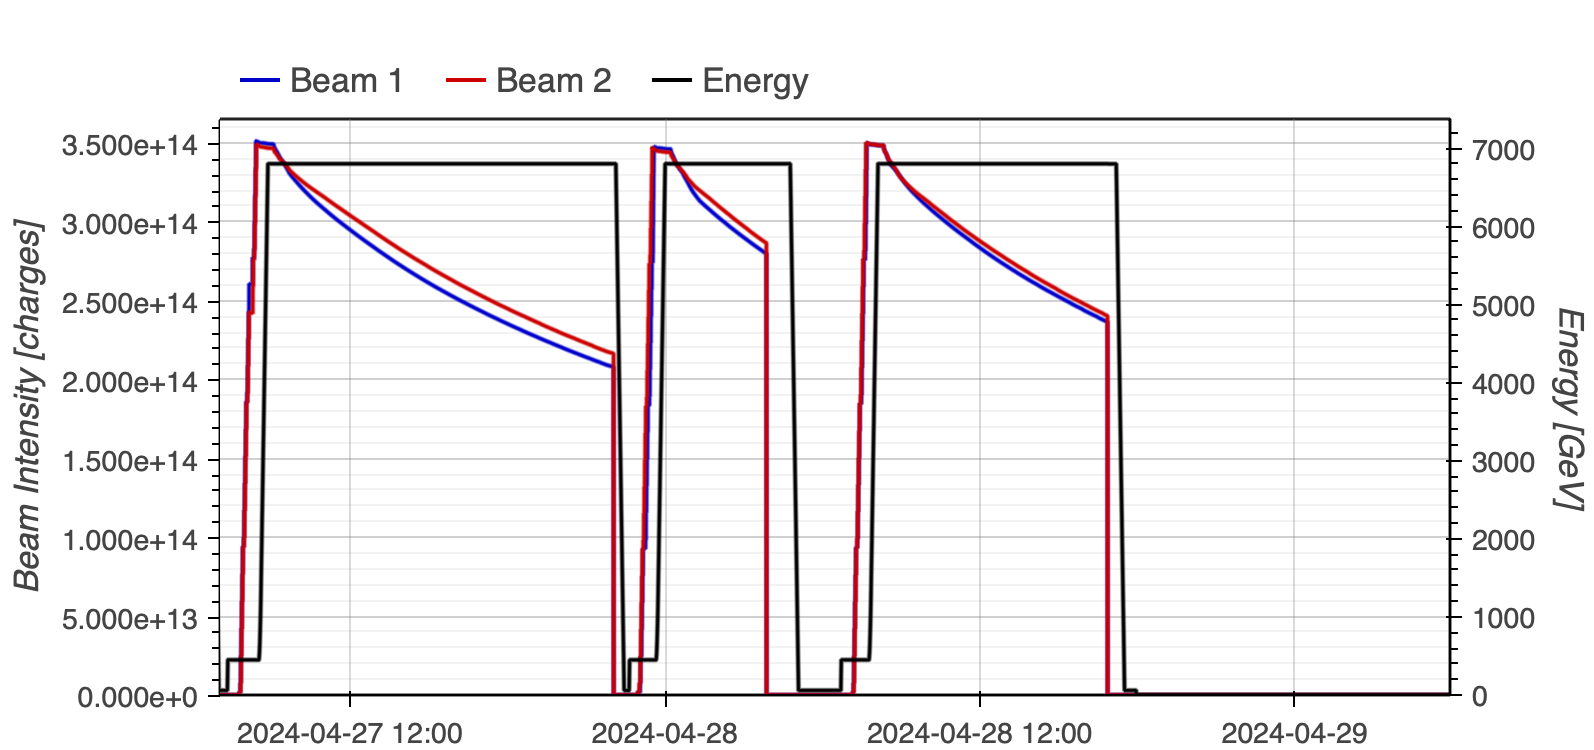 Beam 1 Beam 2 Energy
Beam Intensity [charges]
3.500e+14
3.000e+14
2.500e+14
2.000e+14
1.500e+14
1.000e+14
5.000e+13
0.000e+0
7000
6000
5000
4000
3000
2000
1000
0
Energy [GeV]
2024-04-27 12:00 2024-04-28 2024-04-28 12:00 2024-04-29